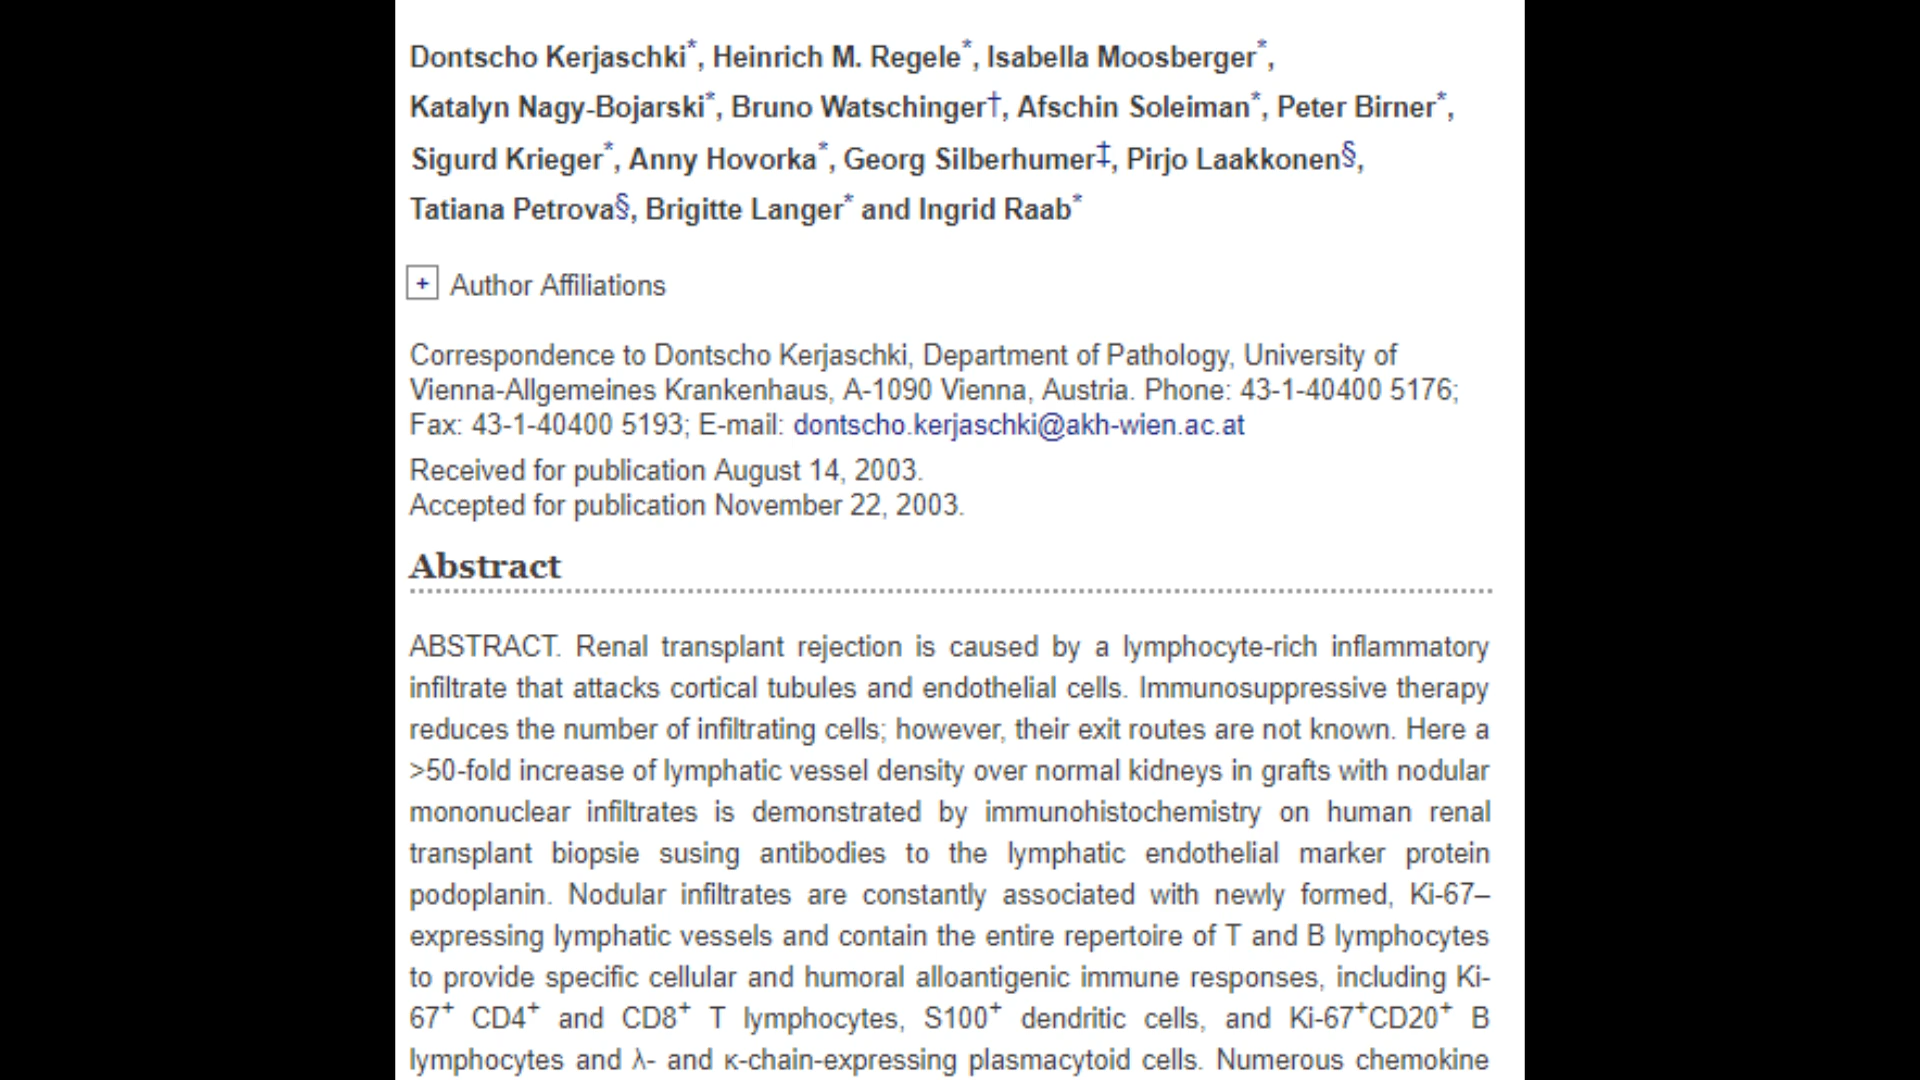 Dontscho Kerjaschki*, Heinrich M. Regele*, Isabella Moosberger*,
Katalyn Nagy-Bojarski*, Bruno Watschinger†, Afschin Soleiman*, Peter Birner*,
Sigurd Krieger*, Anny Hovorka*, Georg Silberhumer‡, Pirjo Laakkonen§,
Tatiana Petrova§, Brigitte Langer* and Ingrid Raab*
+ Author Affiliations
Correspondence to Dontscho Kerjaschki, Department of Pathology, University of
Vienna-Allgemeines Krankenhaus, A-1090 Vienna, Austria. Phone: 43-1-40400 5176;
Fax: 43-1-40400 5193; E-mail: dontscho.kerjaschki@akh-wien.ac.at
Received for publication August 14, 2003.
Accepted for publication November 22, 2003.
Abstract
ABSTRACT. Renal transplant rejection is caused by a lymphocyte-rich inflammatory
infiltrate that attacks cortical tubules and endothelial cells. Immunosuppressive therapy
reduces the number of infiltrating cells; however, their exit routes are not known. Here a
>50-fold increase of lymphatic vessel density over normal kidneys in grafts with nodular
mononuclear infiltrates is demonstrated by immunohistochemistry on human renal
transplant biopsie susing antibodies to the lymphatic endothelial marker protein
podoplanin. Nodular infiltrates are constantly associated with newly formed, Ki-67–
expressing lymphatic vessels and contain the entire repertoire of T and B lymphocytes
to provide specific cellular and humoral alloantigenic immune responses, including Ki-
67⁺ CD4⁺ and CD8⁺ T lymphocytes, S100⁺ dendritic cells, and Ki-67⁺CD20⁺ B
lymphocytes and λ- and κ-chain-expressing plasmacytoid cells. Numerous chemokine